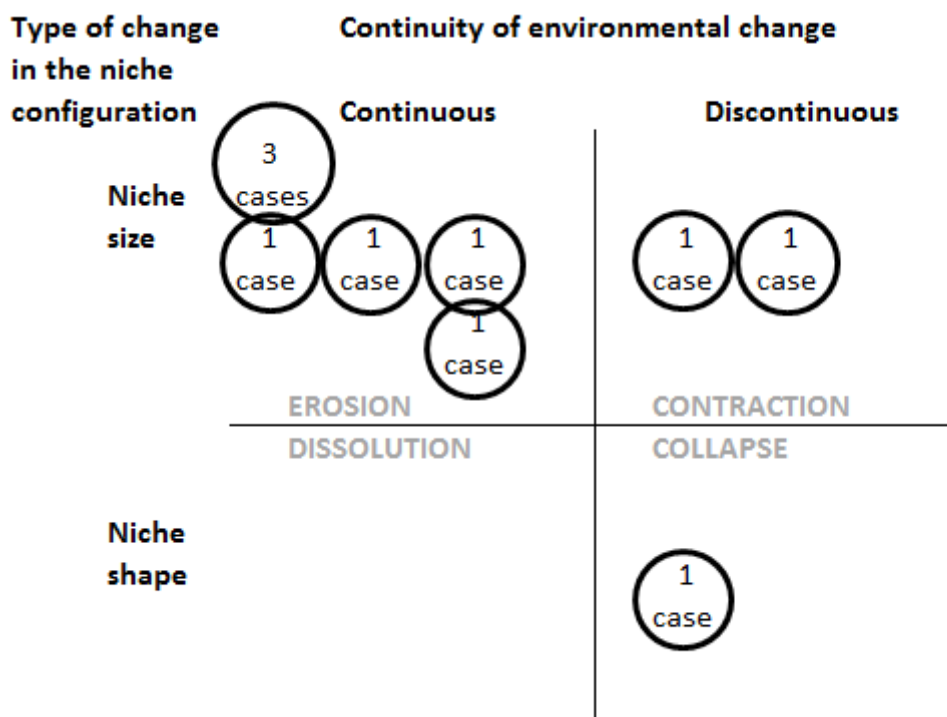 Type of change
in the niche
configuration
Continuity of environmental change
Continuous
Discontinuous
Niche
size
3
cases
1
case
1
case
1
case
1
case
1
case
1
case
EROSION
CONTRACTION
DISSOLUTION
COLLAPSE
Niche
shape
1
case